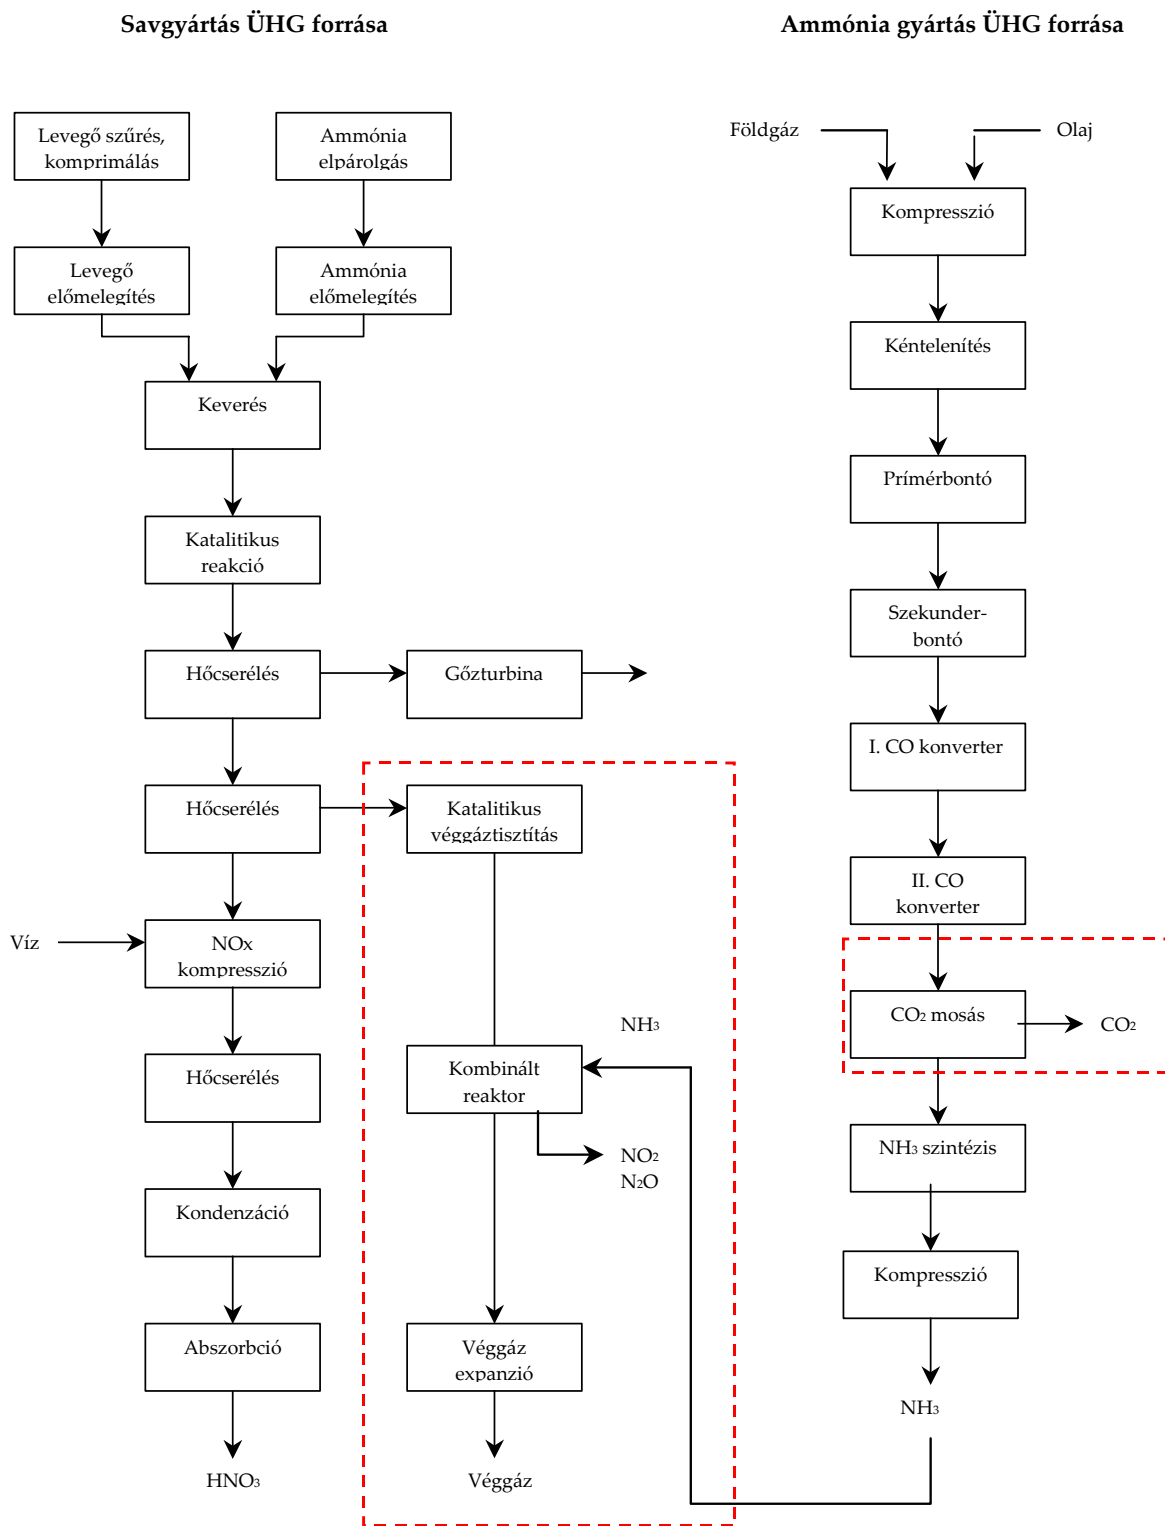 Savgyártás ÜHG forrása
Levegő szűrés,
komprimálás
Ammónia
elpárolgás
Levegő
előmelegítés
Ammónia
előmelegítés
Keverés
Katalitikus
reakció
Hőcserélés
Gőzturbina
Hőcserélés
Katalitikus
véggáztisztítás
Víz
NOx
kompresszió
NH3
Hőcserélés
Kombinált
reaktor
NO2
N2O
Kondenzáció
Abszorbció
Véggáz
expanzió
HNO3
Véggáz
Ammónia gyártás ÜHG forrása
Földgáz
Olaj
Kompresszió
Kéntelenítés
Prímérbontó
Szekunder-
bontó
I. CO konverter
II. CO
konverter
CO2 mosás
CO2
NH3 szintézis
Kompresszió
NH3